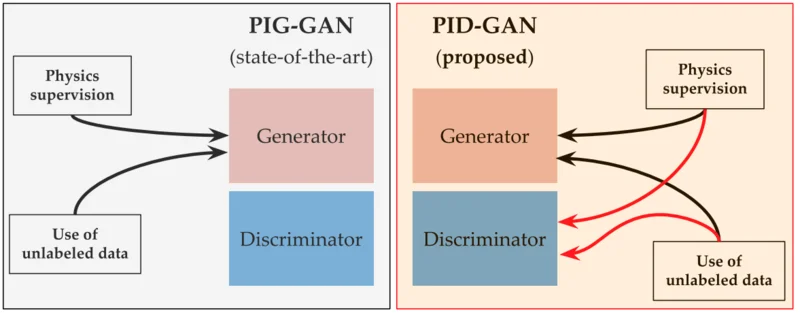 PIG-GAN
(state-of-the-art)
Physics
supervision
Generator
Discriminator
Use of
unlabeled data
PID-GAN
(proposed)
Physics
supervision
Generator
Discriminator
Use of
unlabeled data